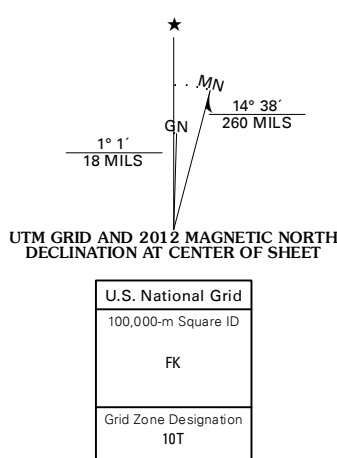 ★
MN
14° 38´
260 MILS
GN
1° 1´
18 MILS
UTM GRID AND 2012 MAGNETIC NORTH
DECLINATION AT CENTER OF SHEET
U.S. National Grid
100,000-m Square ID
FK
Grid Zone Designation
10T